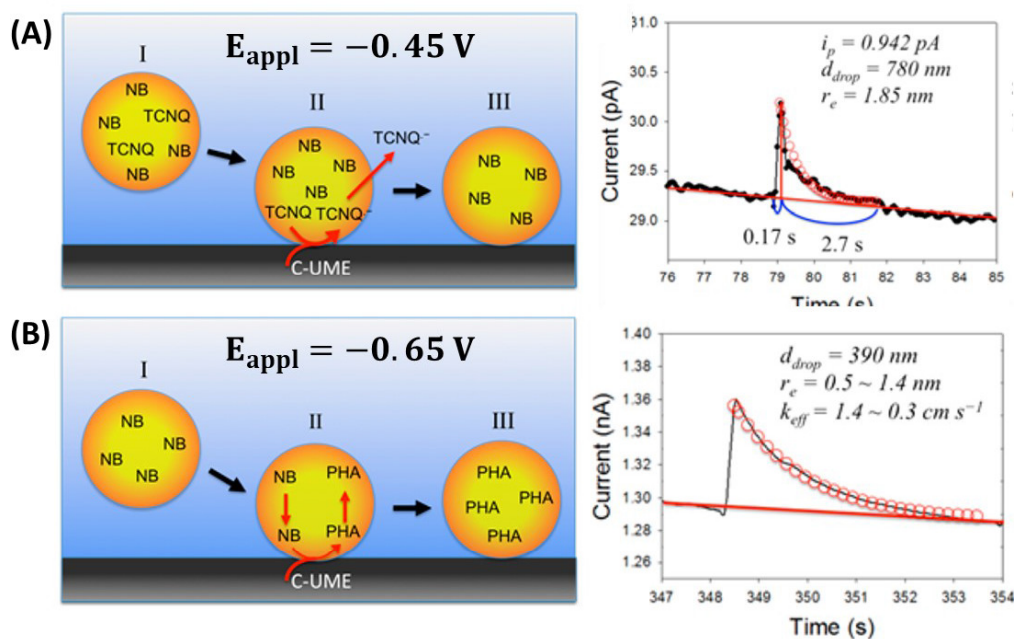 (A)
E_appl = −0.45 V
I
NB
NB
TCNQ
TCNQ
NB
NB
II
NB
NB
NB
NB
TCNQ
TCNQ·⁻
TCNQ·⁻
C-UME
III
NB
NB
NB
NB
Current (pA)
31.0
30.5
30.0
29.5
29.0
i_p = 0.942 pA
d_drop = 780 nm
r_e = 1.85 nm
0.17 s
2.7 s
76 77 78 79 80 81 82 83 84 85
Time (s)
(B)
E_appl = −0.65 V
I
NB
NB
NB
NB
II
NB
PHA
NB
PHA
C-UME
III
PHA
PHA
PHA
PHA
Current (nA)
1.40
1.38
1.36
1.34
1.32
1.30
1.28
1.26
d_drop = 390 nm
r_e = 0.5 ~ 1.4 nm
k_eff = 1.4 ~ 0.3 cm s⁻¹
347 348 349 350 351 352 353 354
Time (s)